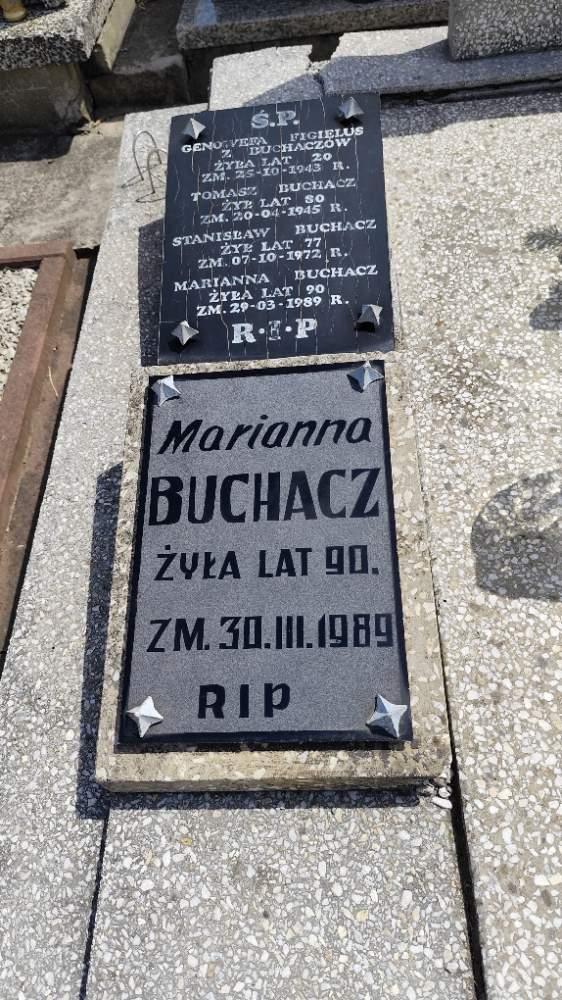 Ś.P.
GENOWEFA FIGIELUS
Z BUCHACZÓW
ŻYŁA LAT 20
ZM. 25-10-1943 R.
TOMASZ BUCHACZ
ŻYŁ LAT 80
ZM. 20-04-1945 R.
STANISŁAW BUCHACZ
ŻYŁ LAT 77
ZM. 07-10-1972 R.
MARIANNA BUCHACZ
ŻYŁA LAT 90
ZM. 29-03-1989 R.
R·I·P
Marianna
BUCHACZ
ŻYŁA LAT 90.
ZM. 30.III.1989
RIP